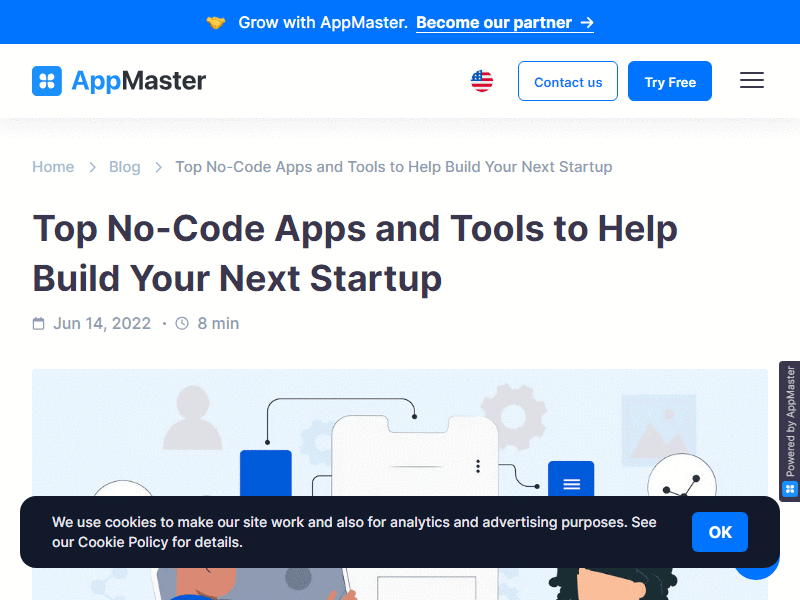 Grow with AppMaster. Become our partner →
AppMaster
Contact us
Try Free
Home > Blog > Top No-Code Apps and Tools to Help Build Your Next Startup
Top No-Code Apps and Tools to Help
Build Your Next Startup
Jun 14, 2022 · 8 min
Powered by AppMaster
We use cookies to make our site work and also for analytics and advertising purposes. See
our Cookie Policy for details.
OK